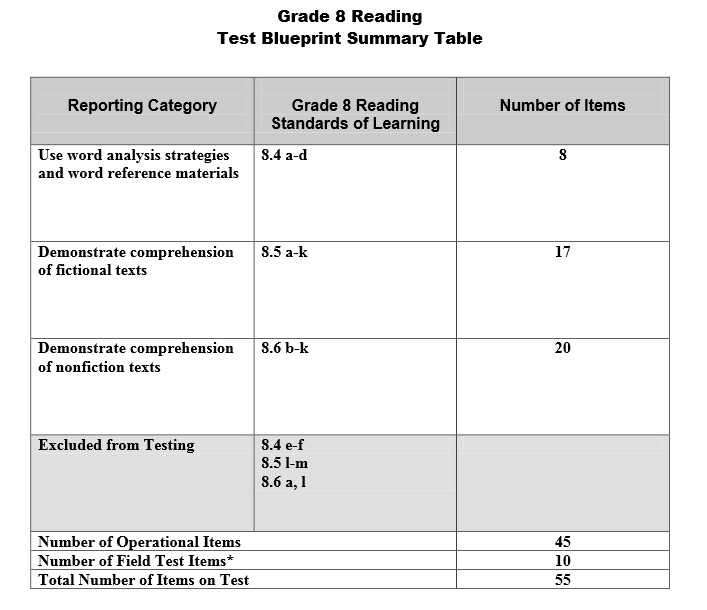 Grade 8 Reading
Test Blueprint Summary Table
Reporting Category
Grade 8 Reading
Standards of Learning
Number of Items
Use word analysis strategies
and word reference materials
8.4 a-d
8
Demonstrate comprehension
of fictional texts
8.5 a-k
17
Demonstrate comprehension
of nonfiction texts
8.6 b-k
20
Excluded from Testing
8.4 e-f
8.5 l-m
8.6 a, l
Number of Operational Items
45
Number of Field Test Items*
10
Total Number of Items on Test
55